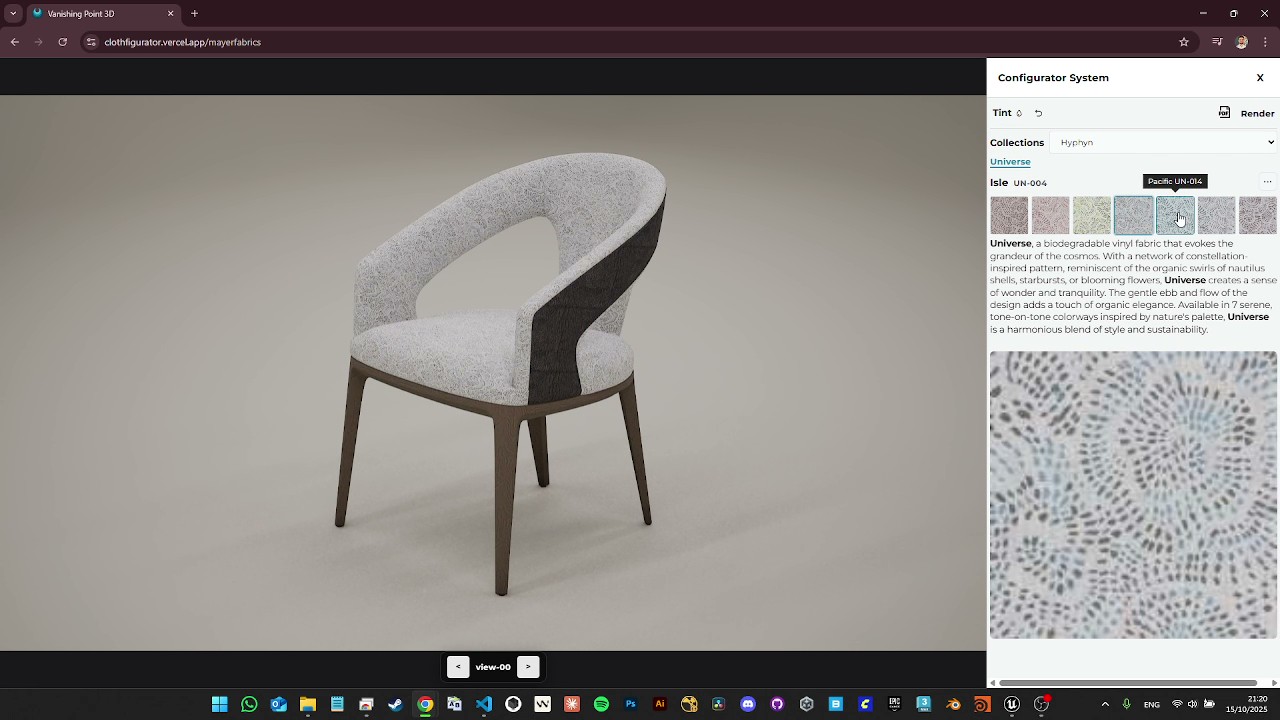 Vanishing Point 3D
clothfigurator.vercel.app/mayerfabrics
Configurator System
X
Tint
PDF
Render
Collections
Hyphyn
Universe
Pacific UN-014
Isle UN-004
...
Universe, a biodegradable vinyl fabric that evokes the
grandeur of the cosmos. With a network of constellation-
inspired pattern, reminiscent of the organic swirls of nautilus
shells, starbursts, or blooming flowers, Universe creates a sense
of wonder and tranquility. The gentle ebb and flow of the
design adds a touch of organic elegance. Available in 7 serene,
tone-on-tone colorways inspired by nature's palette, Universe
is a harmonious blend of style and sustainability.
< view-00 >
ENG
21:20
15/10/2025